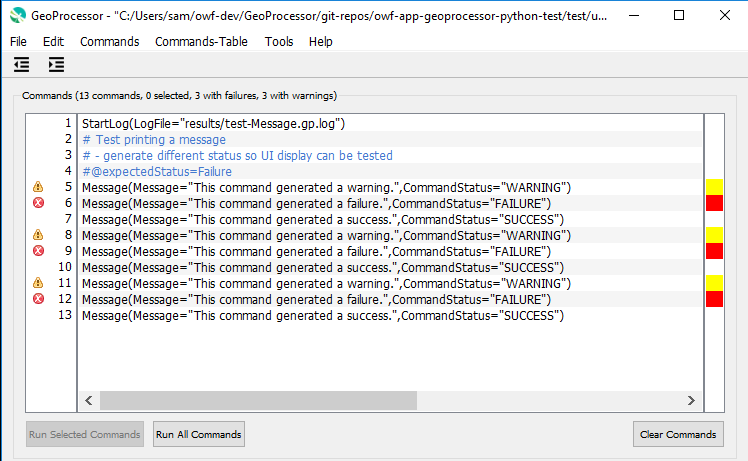 GeoProcessor - "C:/Users/sam/owf-dev/GeoProcessor/git-repos/owf-app-geoprocessor-python-test/test/u...
File Edit Commands Commands-Table Tools Help
Commands (13 commands, 0 selected, 3 with failures, 3 with warnings)
1 StartLog(LogFile="results/test-Message.gp.log")
2 # Test printing a message
3 # - generate different status so UI display can be tested
4 #@expectedStatus=Failure
5 Message(Message="This command generated a warning.",CommandStatus="WARNING")
6 Message(Message="This command generated a failure.",CommandStatus="FAILURE")
7 Message(Message="This command generated a success.",CommandStatus="SUCCESS")
8 Message(Message="This command generated a warning.",CommandStatus="WARNING")
9 Message(Message="This command generated a failure.",CommandStatus="FAILURE")
10 Message(Message="This command generated a success.",CommandStatus="SUCCESS")
11 Message(Message="This command generated a warning.",CommandStatus="WARNING")
12 Message(Message="This command generated a failure.",CommandStatus="FAILURE")
13 Message(Message="This command generated a success.",CommandStatus="SUCCESS")
Run Selected Commands Run All Commands Clear Commands